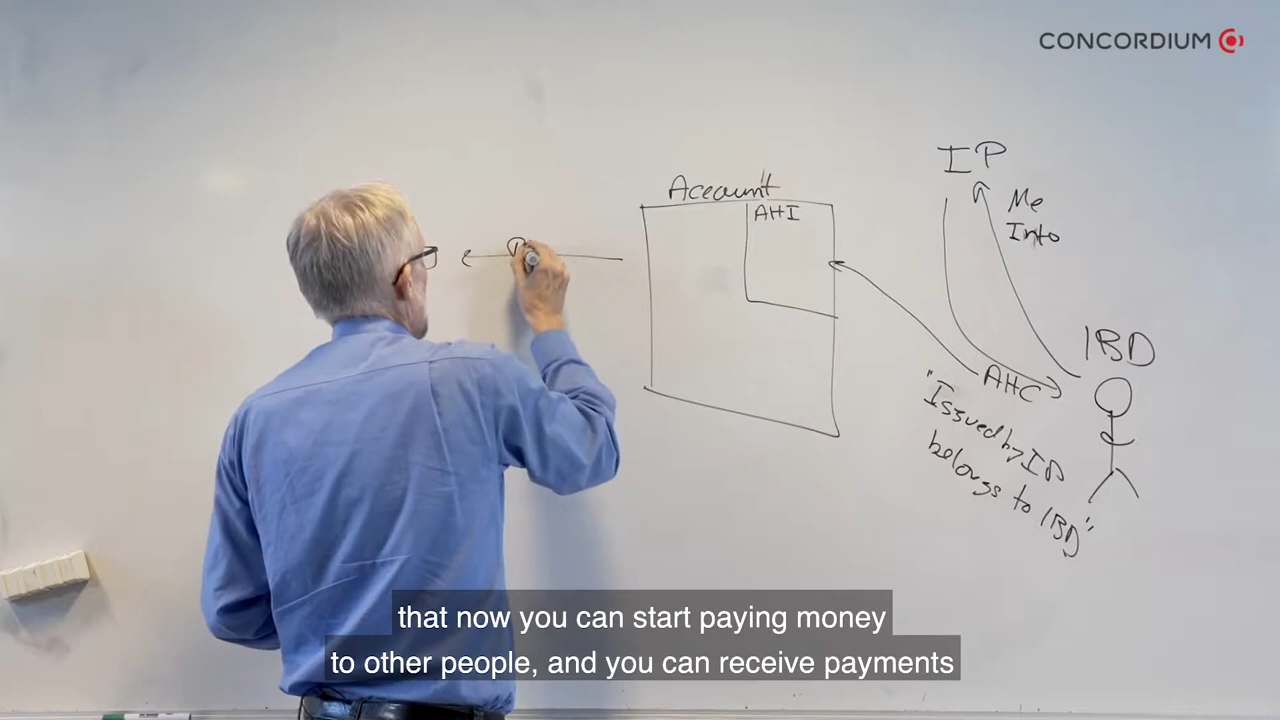 CONCORDIUM
IP
Me
Into
Account
AHI
IBD
AHC
"Issued by IP
belongs to IBD"
that now you can start paying money
to other people, and you can receive payments